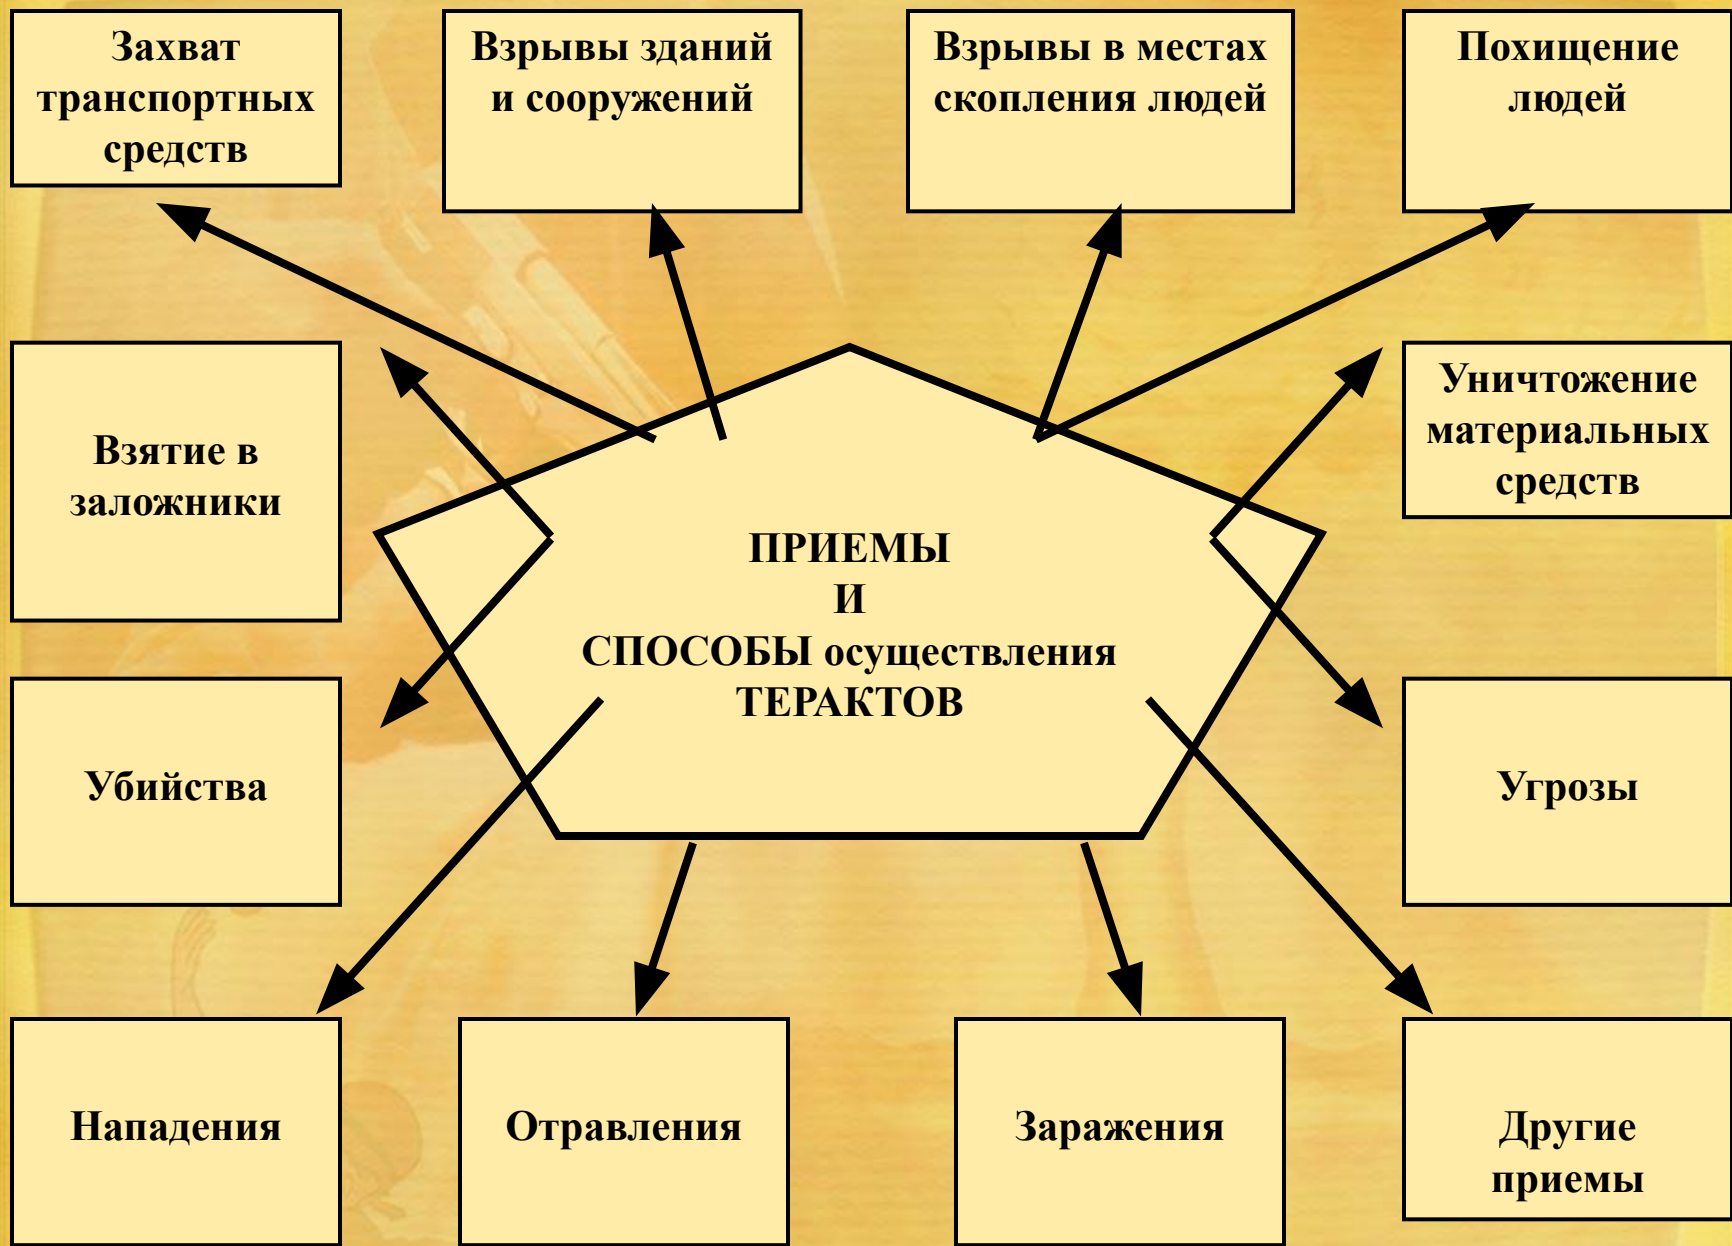 Захват
транспортных
средств
Взрывы зданий
и сооружений
Взрывы в местах
скопления людей
Похищение
людей
Взятие в
заложники
Уничтожение
материальных
средств
ПРИЕМЫ
И
СПОСОБЫ осуществления
ТЕРАКТОВ
Убийства
Угрозы
Нападения
Отравления
Заражения
Другие
приемы